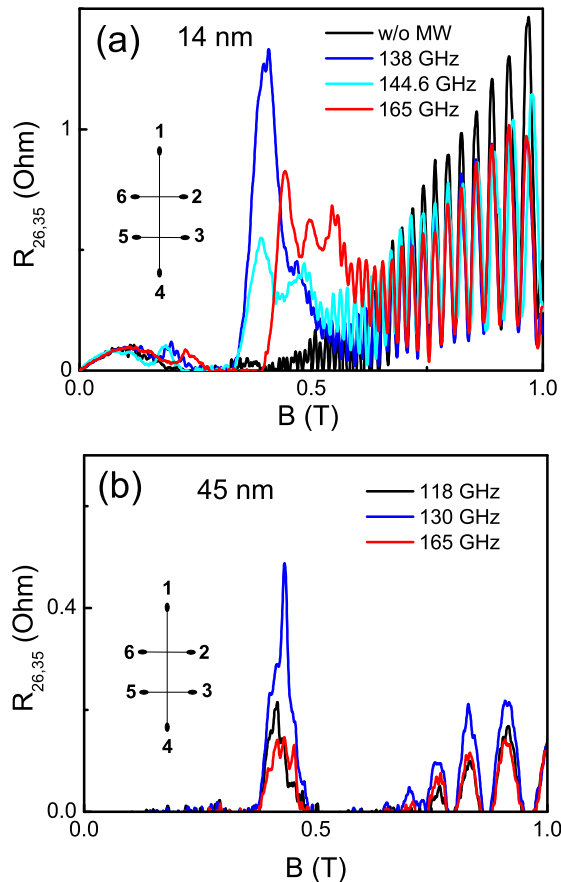 (a) 14 nm
w/o MW
138 GHz
144.6 GHz
165 GHz
1
1
6 2
5 3
4
0
R26,35 (Ohm)
0.0 0.5 1.0
B (T)
(b) 45 nm
118 GHz
130 GHz
165 GHz
0.4
1
6 2
5 3
4
0.0
R26,35 (Ohm)
0.0 0.5 1.0
B (T)